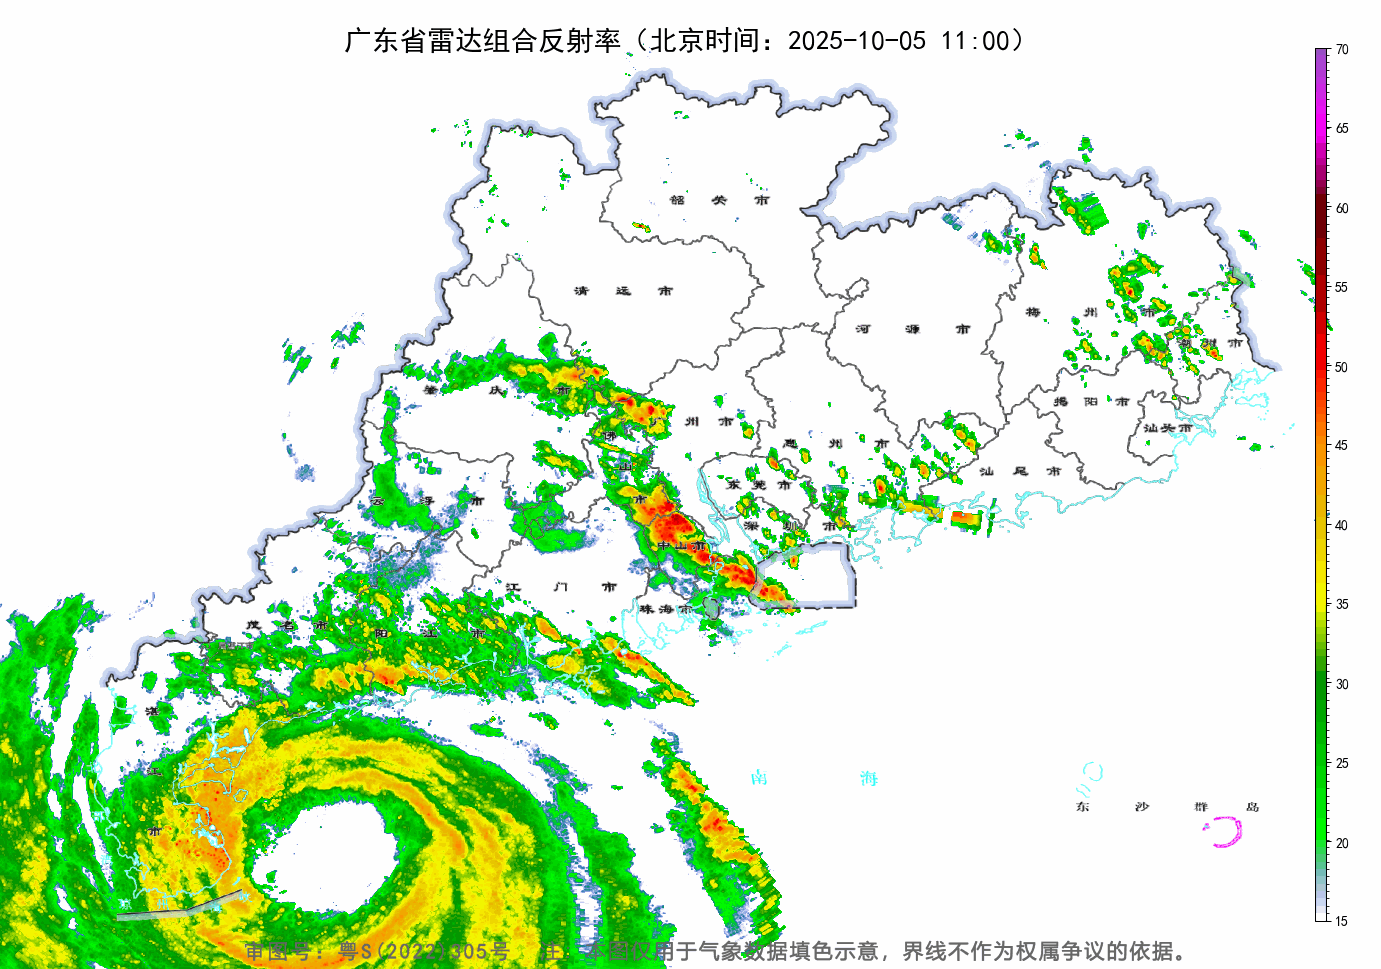 广东省雷达组合反射率（北京时间：2025-10-05 11:00）
70
65
60
55
50
45
40
35
30
25
20
15
韶关市
清远市
河源市
梅州市
潮州市
肇庆市
广州市
揭阳市
汕头市
佛山市
惠州市
东莞市
汕尾市
云浮市
深圳市
中山市
江门市
珠海市
茂名市
阳江市
湛江市
南海
东沙群岛
审图号：粤S(2022)305号 注：本图仅用于气象数据填色示意，界线不作为权属争议的依据。